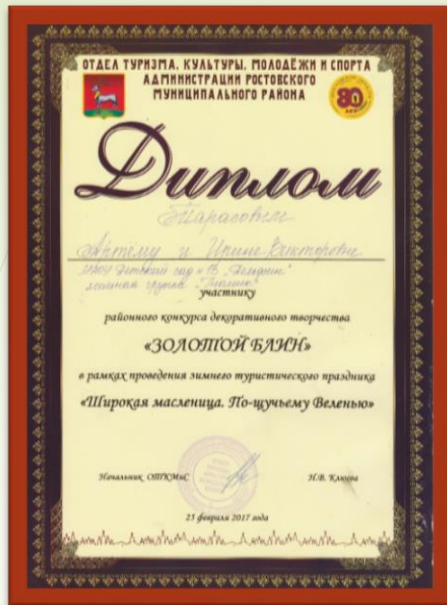 ОТДЕЛ ТУРИЗМА, КУЛЬТУРЫ, МОЛОДЁЖИ И СПОРТА
АДМИНИСТРАЦИИ РОСТОВСКОГО
МУНИЦИПАЛЬНОГО РАЙОНА
80
Диплом
Тарасовым
Артёму и Ирине Викторовне
Детский сад
группа
участнику
районного конкурса декоративного творчества
«ЗОЛОТОЙ БЛИН»
в рамках проведения зимнего туристического праздника
«Широкая масленица. По-щучьему Веленью»
Начальник ОТКМиС Н.В. Клюева
25 февраля 2017 года